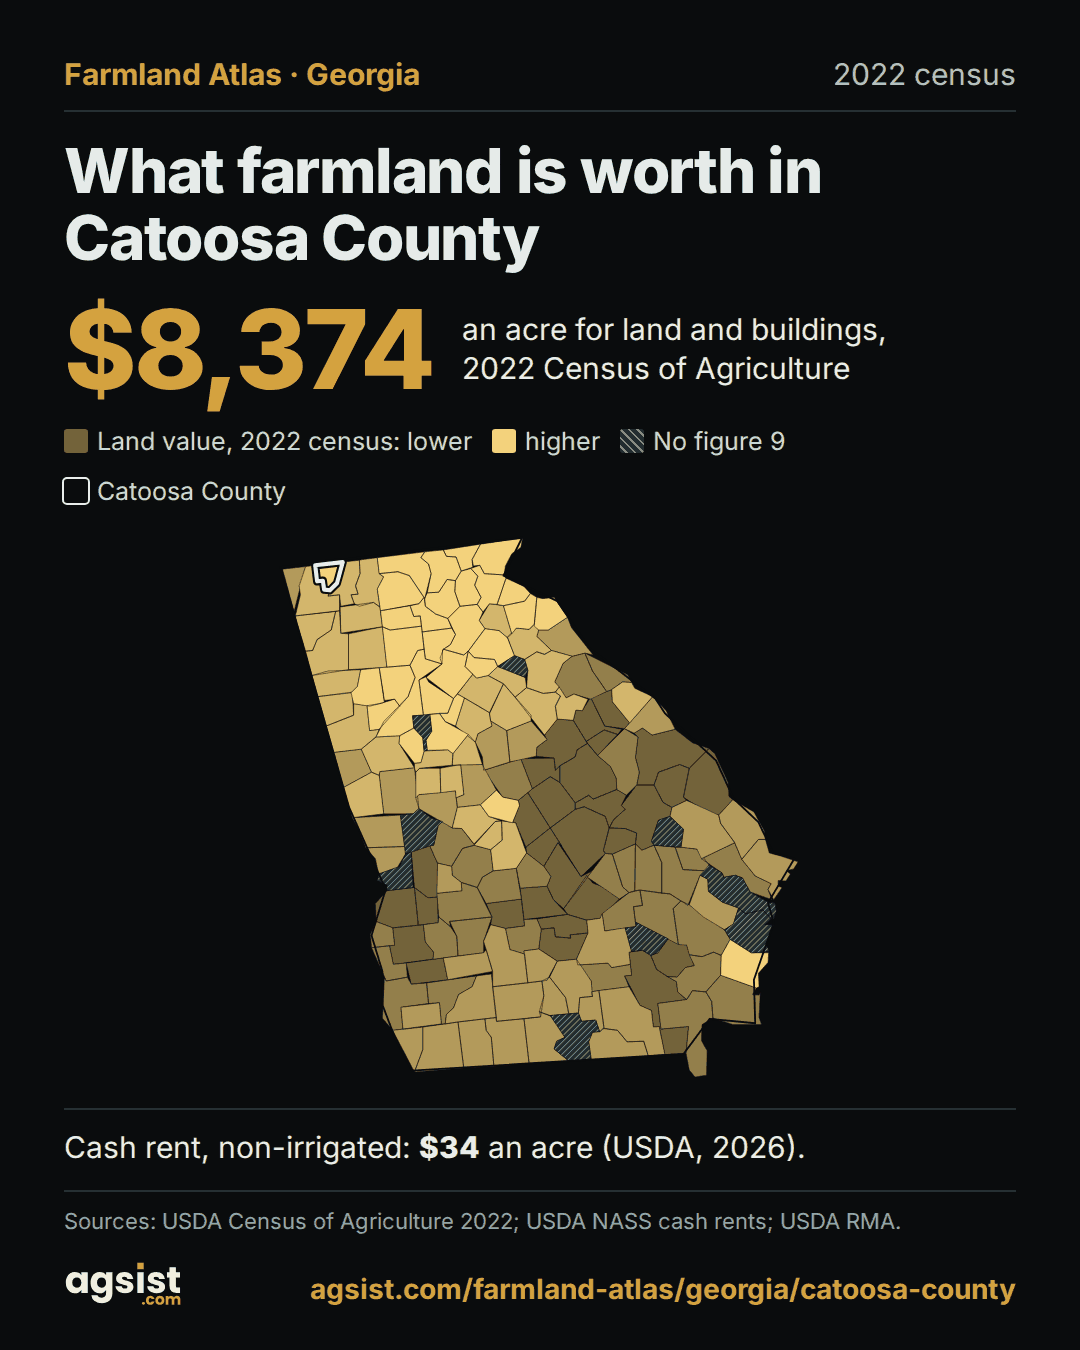 Farmland Atlas · Georgia
2022 census
What farmland is worth in
Catoosa County
$8,374
an acre for land and buildings,
2022 Census of Agriculture
Land value, 2022 census: lower
higher
No figure 9
Catoosa County
Cash rent, non-irrigated: $34 an acre (USDA, 2026).
Sources: USDA Census of Agriculture 2022; USDA NASS cash rents; USDA RMA.
agsist
.com
agsist.com/farmland-atlas/georgia/catoosa-county